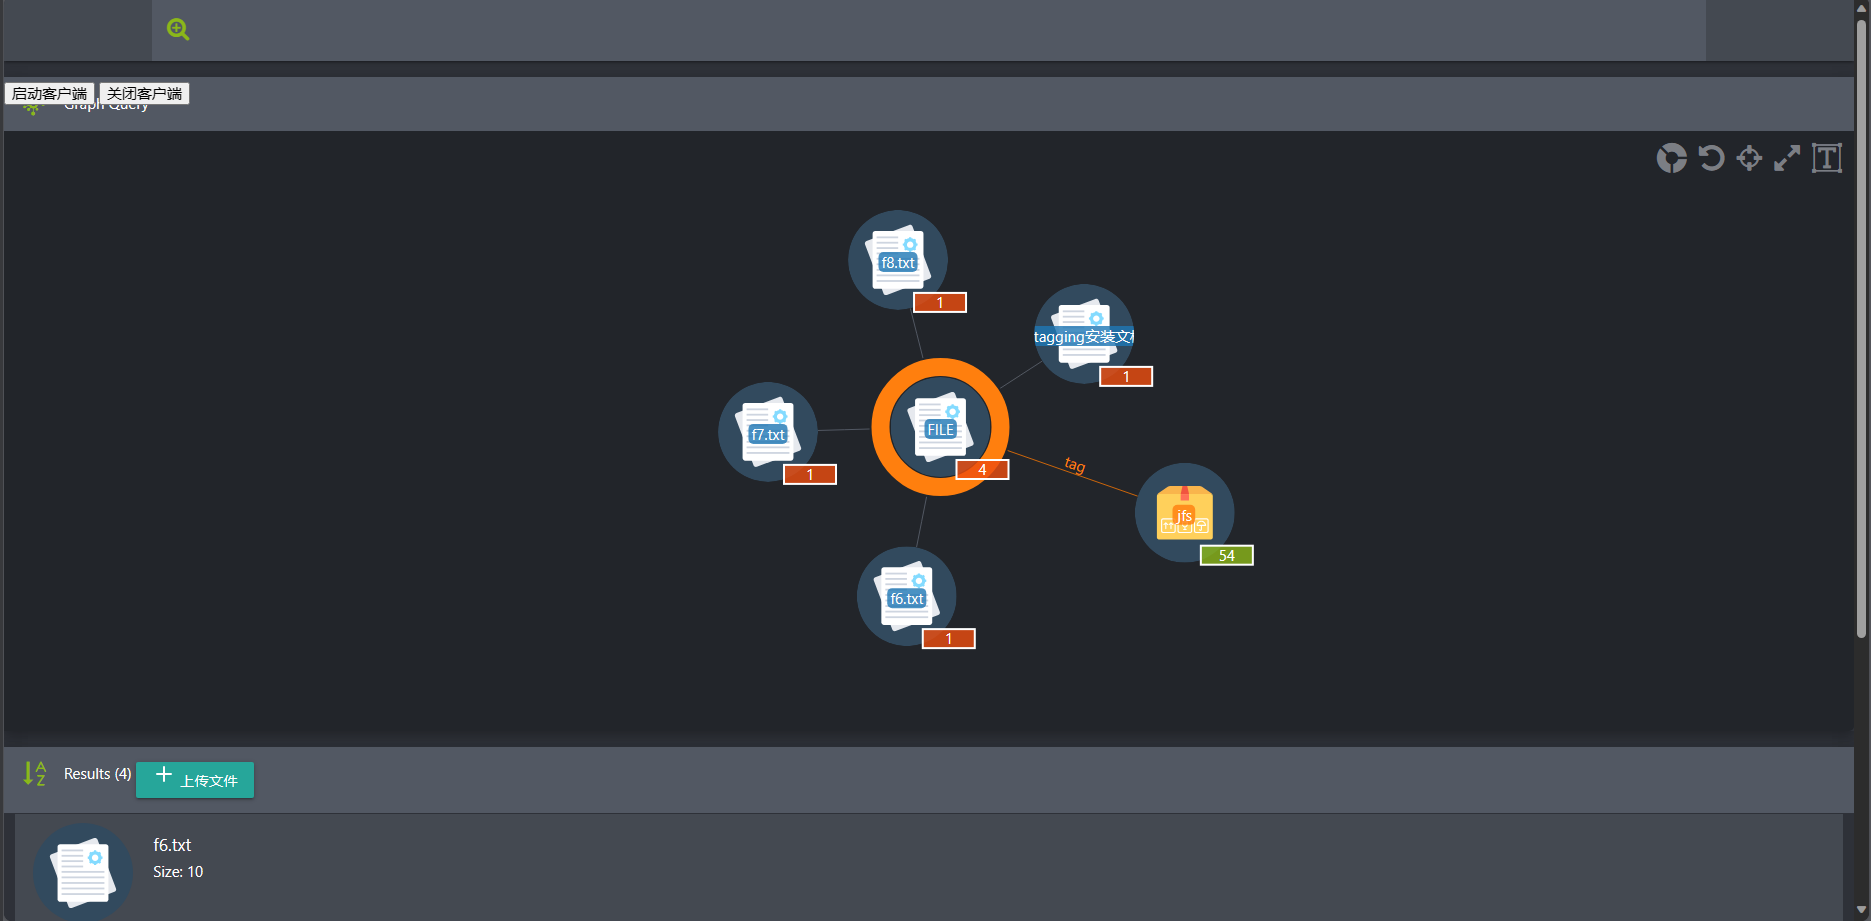 启动客户端 关闭客户端
Graph Query
f8.txt
1
tagging安装文
1
f7.txt
1
FILE
4
tag
jfs
54
f6.txt
1
Results (4)
上传文件
f6.txt
Size: 10